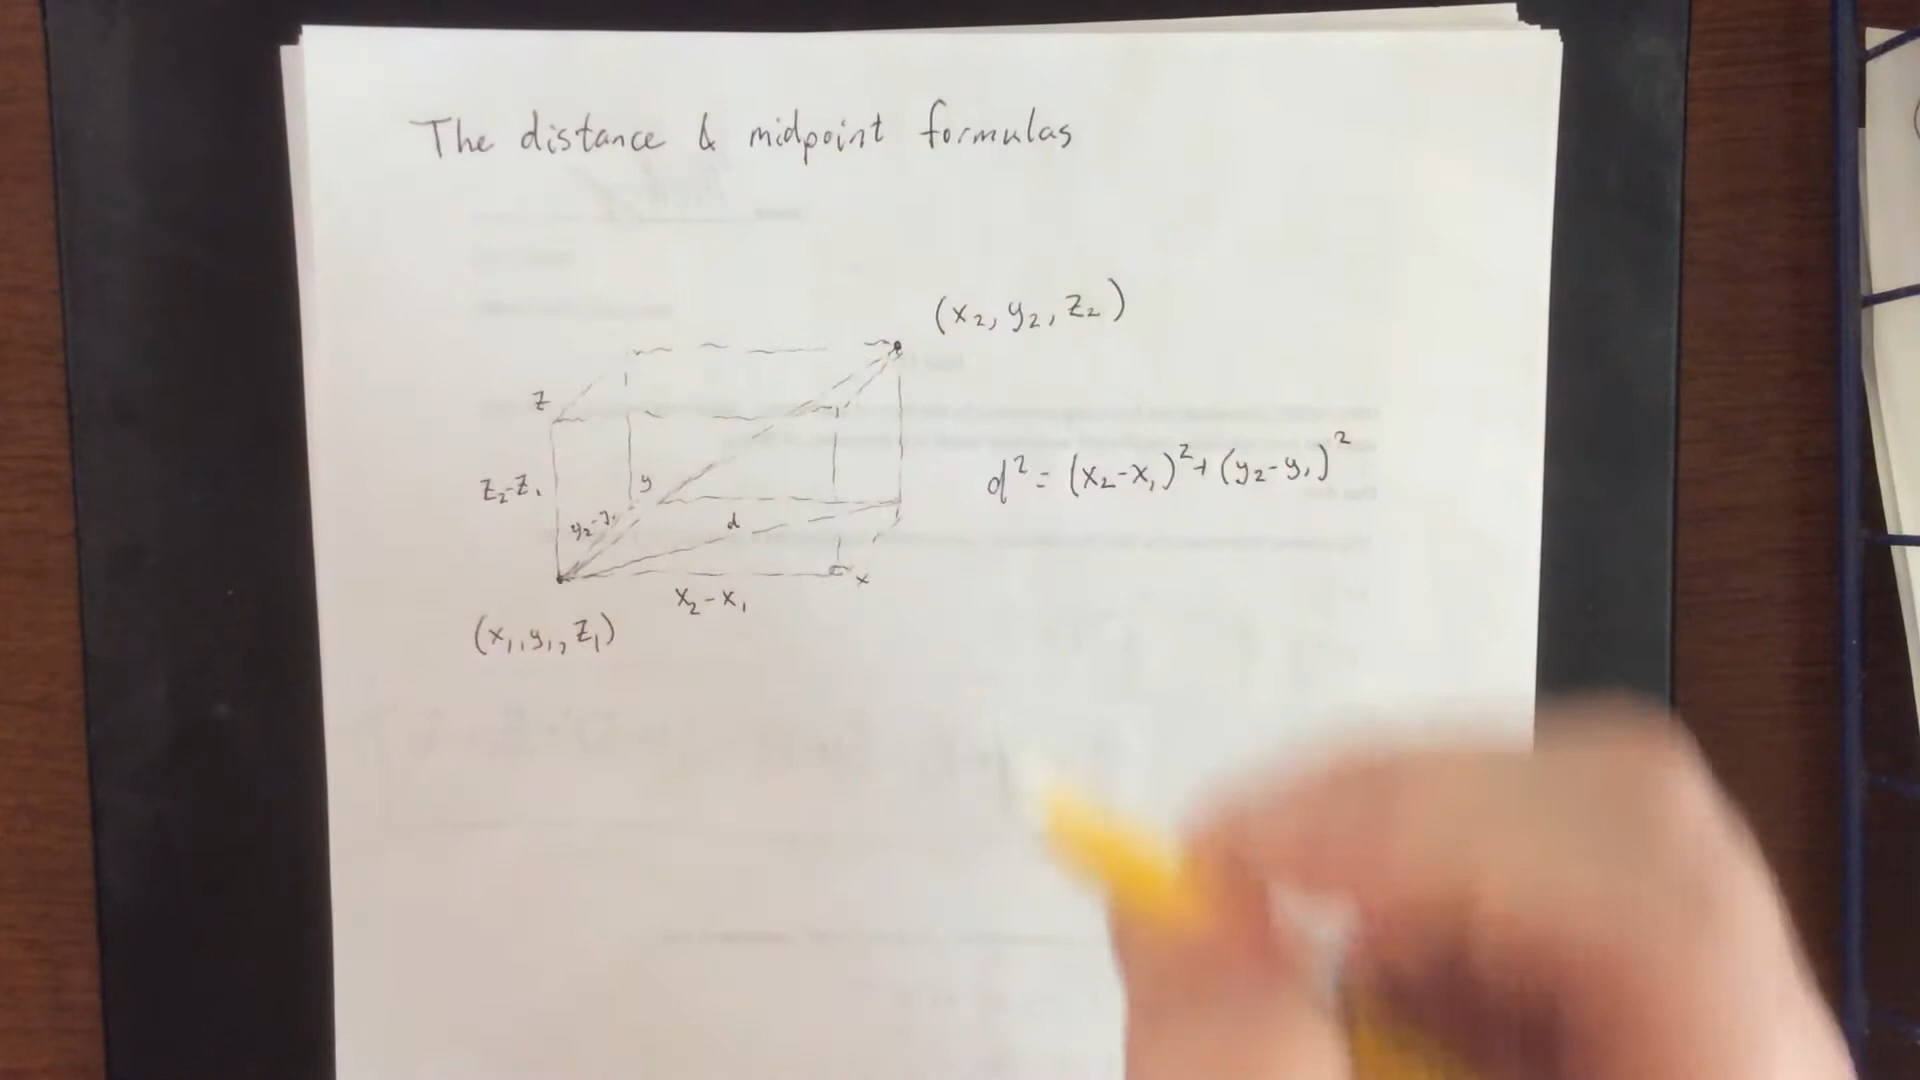 The distance & midpoint formulas
(x₂, y₂, z₂)
z
z₂-z₁
y
y₂-y₁
d
d² = (x₂-x₁)² + (y₂-y₁)²
x
x₂-x₁
(x₁, y₁, z₁)